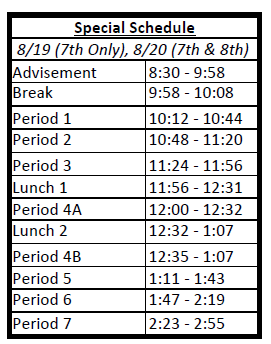 Special Schedule
8/19 (7th Only), 8/20 (7th & 8th)
Advisement 8:30 - 9:58
Break 9:58 - 10:08
Period 1 10:12 - 10:44
Period 2 10:48 - 11:20
Period 3 11:24 - 11:56
Lunch 1 11:56 - 12:31
Period 4A 12:00 - 12:32
Lunch 2 12:32 - 1:07
Period 4B 12:35 - 1:07
Period 5 1:11 - 1:43
Period 6 1:47 - 2:19
Period 7 2:23 - 2:55